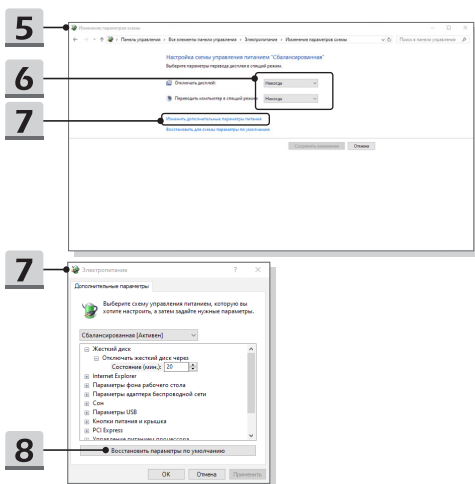 5
Изменение параметров схемы
Панель управления › Все элементы панели управления › Электропитание › Изменение параметров схемы
Поиск в панели управления
Настройка схемы управления питанием "Сбалансированная"
Выберите параметры перевода дисплея в спящий режим.
6
Отключать дисплей: Никогда
Переводить компьютер в спящий режим: Никогда
7
Изменить дополнительные параметры питания
Восстановить для схемы параметры по умолчанию
Сохранить изменения Отмена
7
Электропитание ?
Дополнительные параметры
Выберите схему управления питанием, которую вы
хотите настроить, а затем задайте нужные параметры.
Сбалансированная [Активен]
Жесткий диск
Отключать жесткий диск через
Состояние (мин.): 20
Internet Explorer
Параметры фона рабочего стола
Параметры адаптера беспроводной сети
Сон
Параметры USB
Кнопки питания и крышка
PCI Express
Управление питанием процессора
8
Восстановить параметры по умолчанию
ОК Отмена Применить